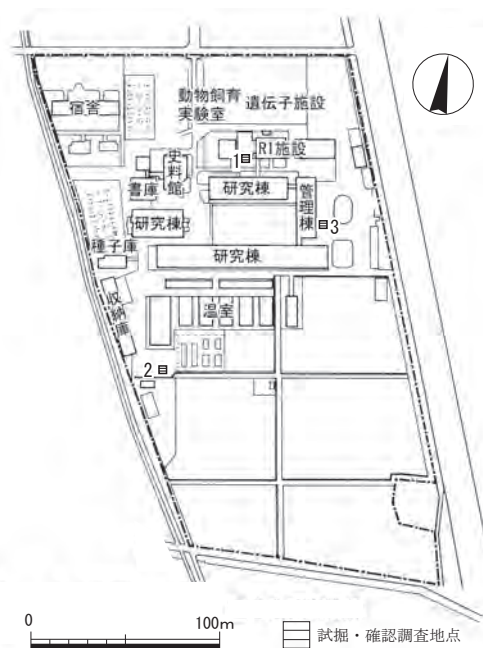 宿舎
動物飼育
実験室
遺伝子施設
1
RI施設
史料館
書庫
研究棟
管理棟
3
研究棟
種子庫
研究棟
収納庫
温室
2
0
100m
試掘・確認調査地点